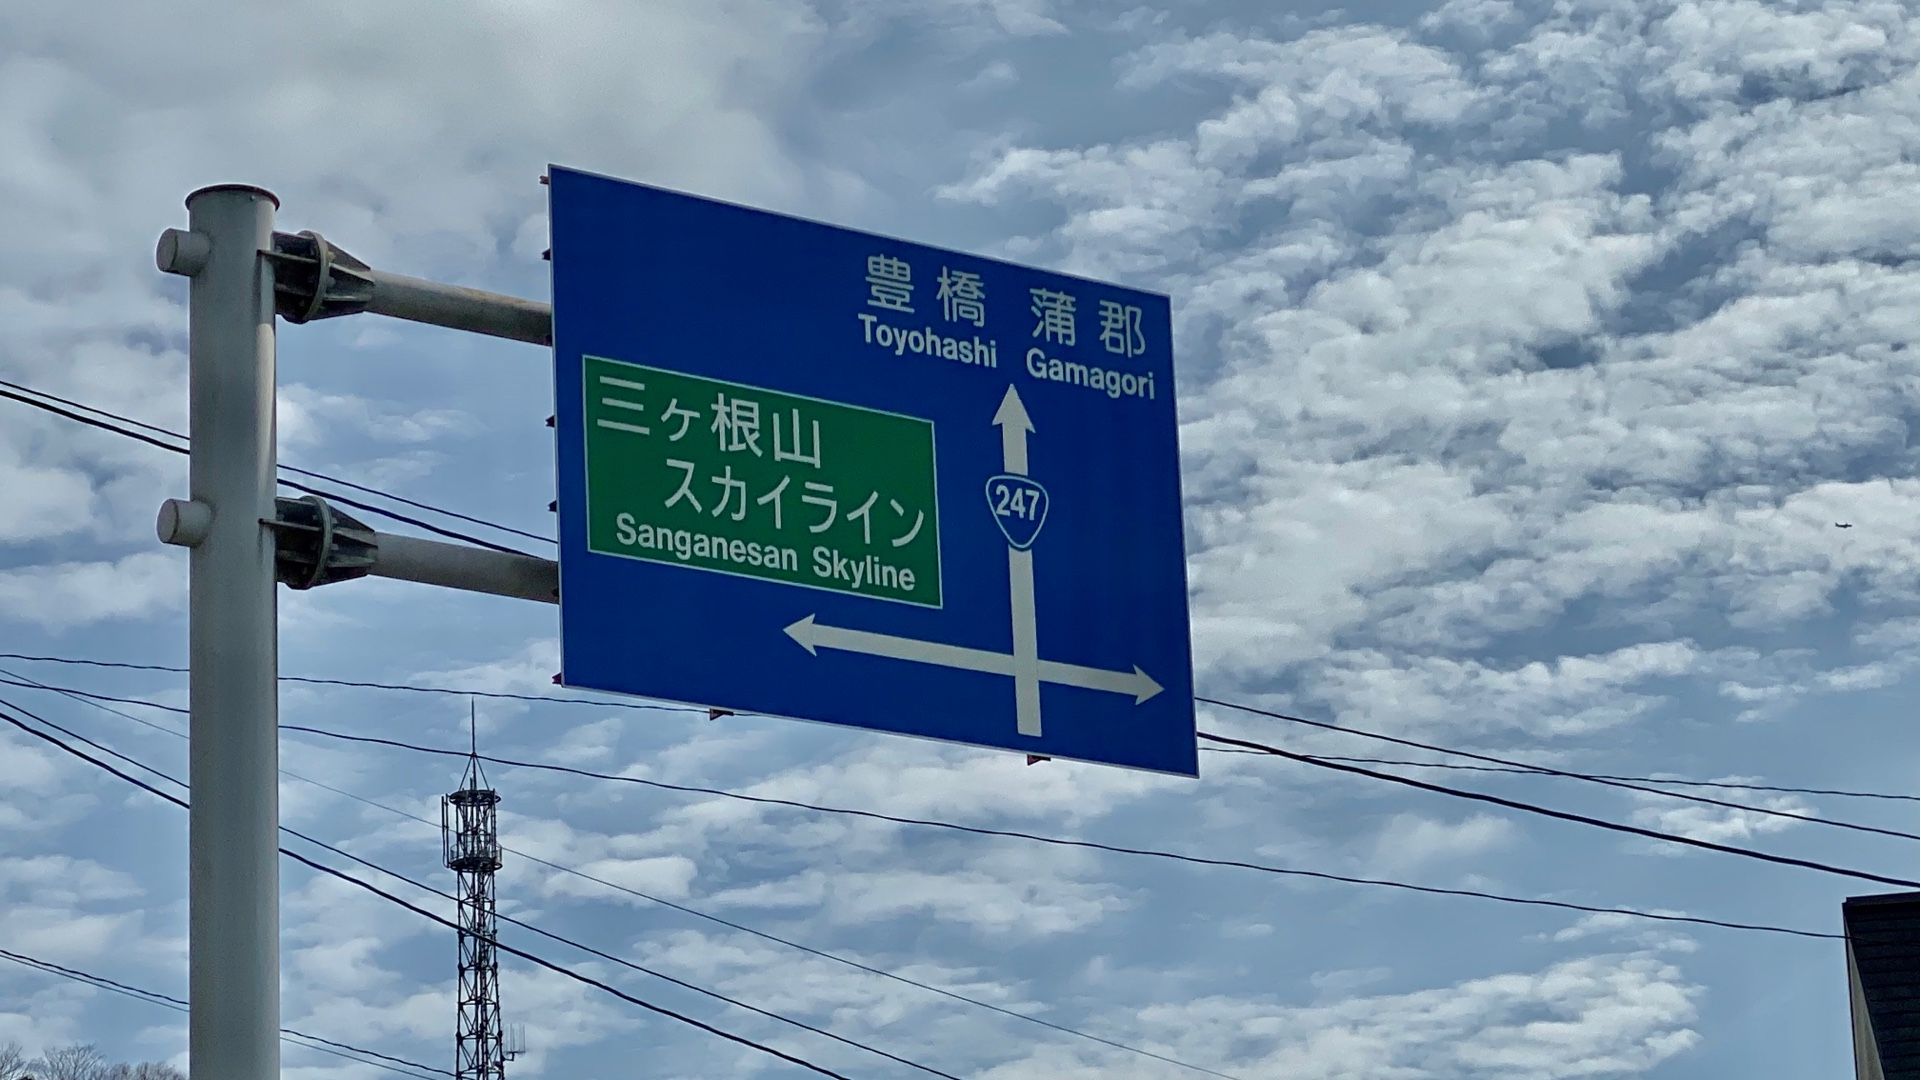 豊橋 蒲郡
Toyohashi Gamagori
三ヶ根山
スカイライン
Sanganesan Skyline
247